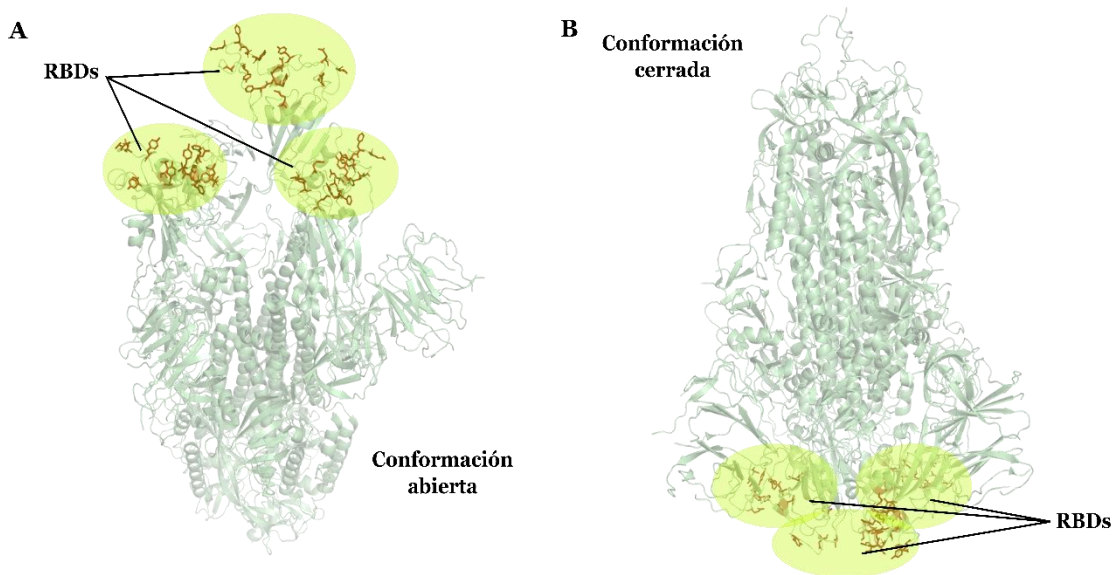 A
RBDs
Conformación
abierta
B
Conformación
cerrada
RBDs